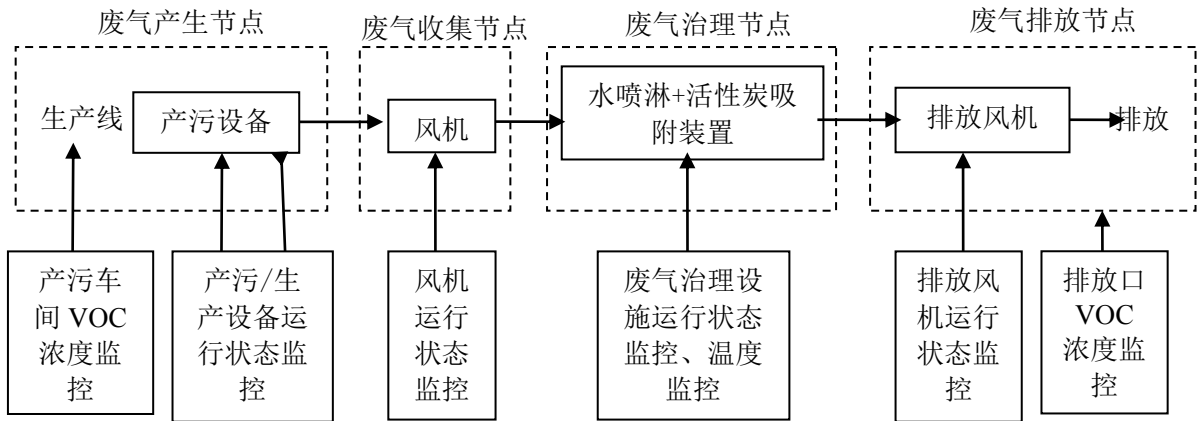 废气产生节点
废气收集节点
废气治理节点
废气排放节点
生产线
产污设备
风机
水喷淋+活性炭吸
附装置
排放风机
排放
产污车
间 VOC
浓度监
控
产污/生
产设备运
行状态监
控
风机
运行
状态
监控
废气治理设
施运行状态
监控、温度
监控
排放风
机运行
状态监
控
排放口
VOC
浓度监
控